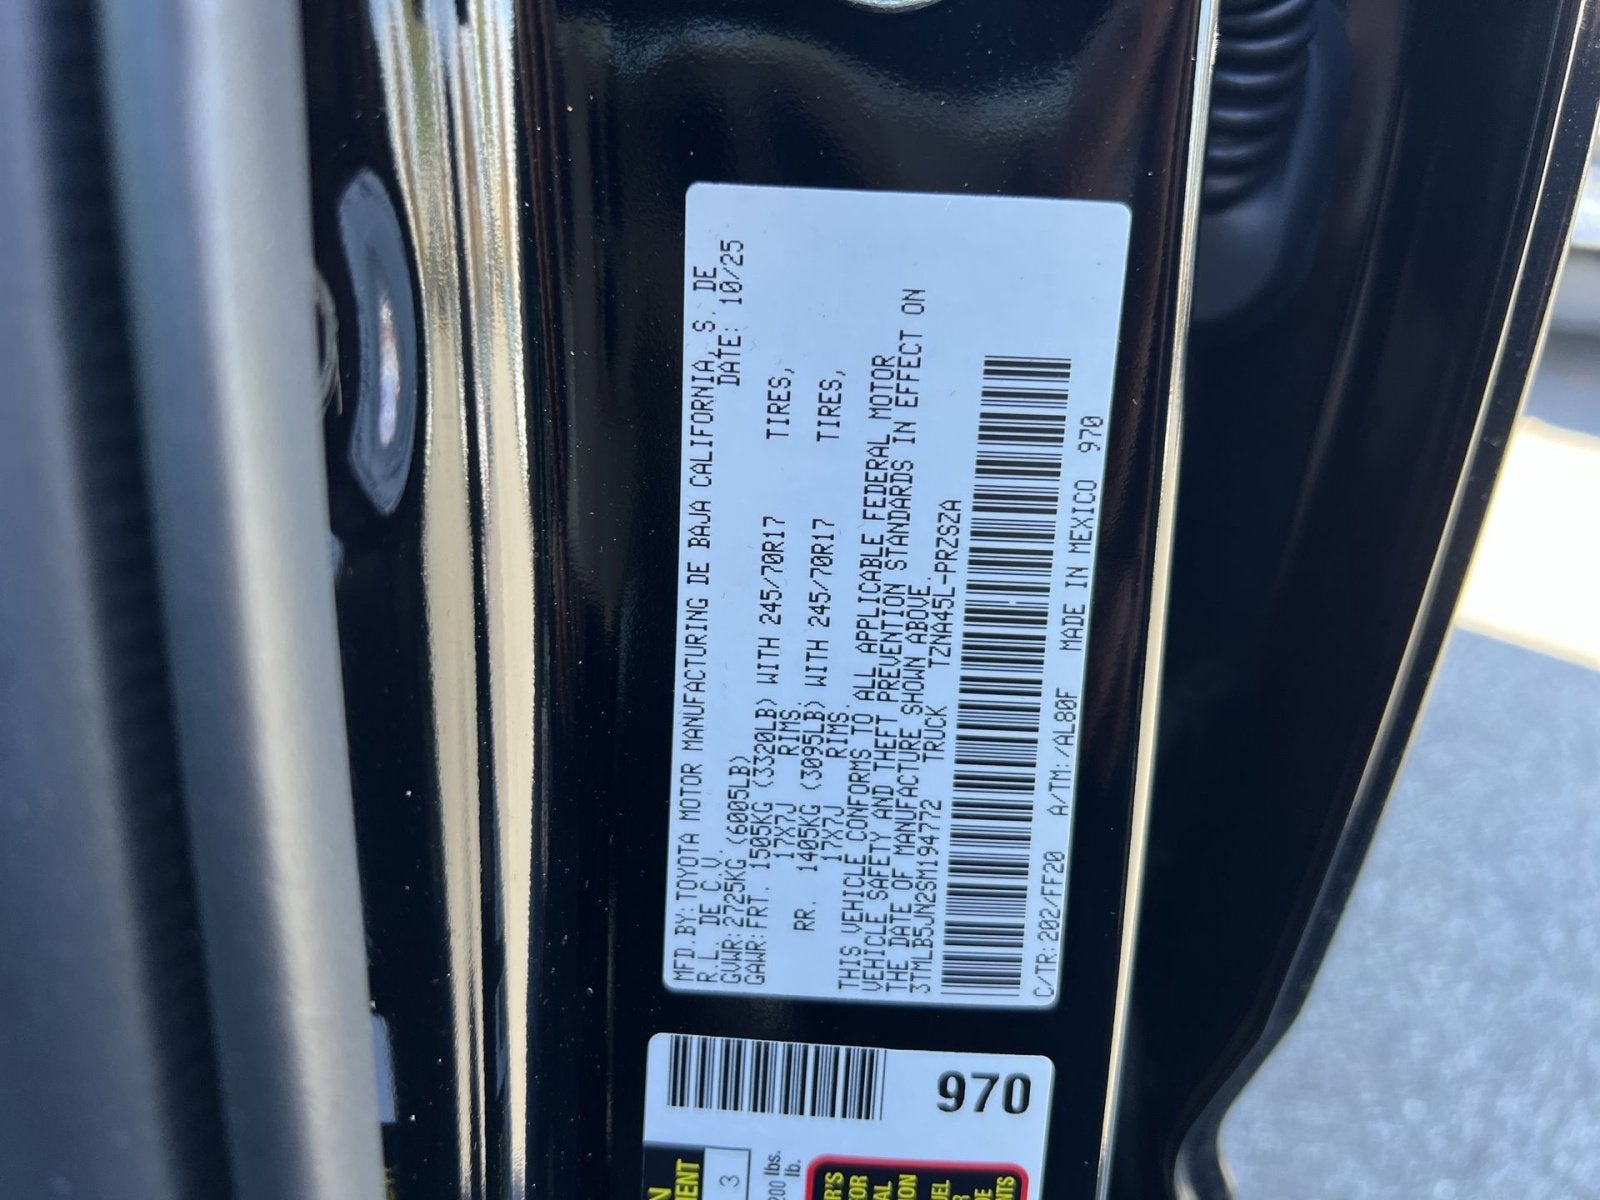 MFD.BY:TOYOTA MOTOR MANUFACTURING DE BAJA CALIFORNIA, S. DE
R.L. DE C.V. DATE: 10/25
GVWR:2725KG (6005LB)
GAWR:FRT. 1505KG (3320LB) WITH 245/70R17 TIRES,
17X7J RIMS,
RR. 1405KG (3095LB) WITH 245/70R17 TIRES,
17X7J RIMS.
THIS VEHICLE CONFORMS TO ALL APPLICABLE FEDERAL MOTOR
VEHICLE SAFETY AND THEFT PREVENTION STANDARDS IN EFFECT ON
THE DATE OF MANUFACTURE SHOWN ABOVE.
3TMLB5JN2SM194772 TRUCK TZNA45L-PRZSZA
C/TR:202/FF20 A/TM:/AL80F MADE IN MEXICO 970
970
3
200 lbs.
lb.